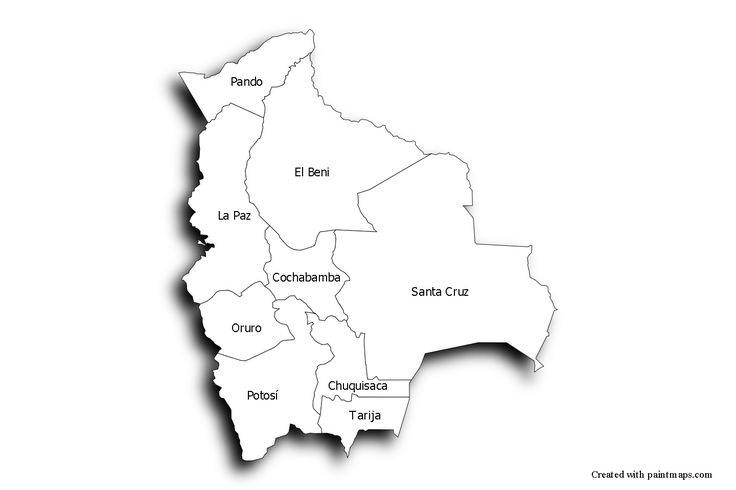 Pando
El Beni
La Paz
Cochabamba
Santa Cruz
Oruro
Chuquisaca
Potosí
Tarija
Created with paintmaps.com